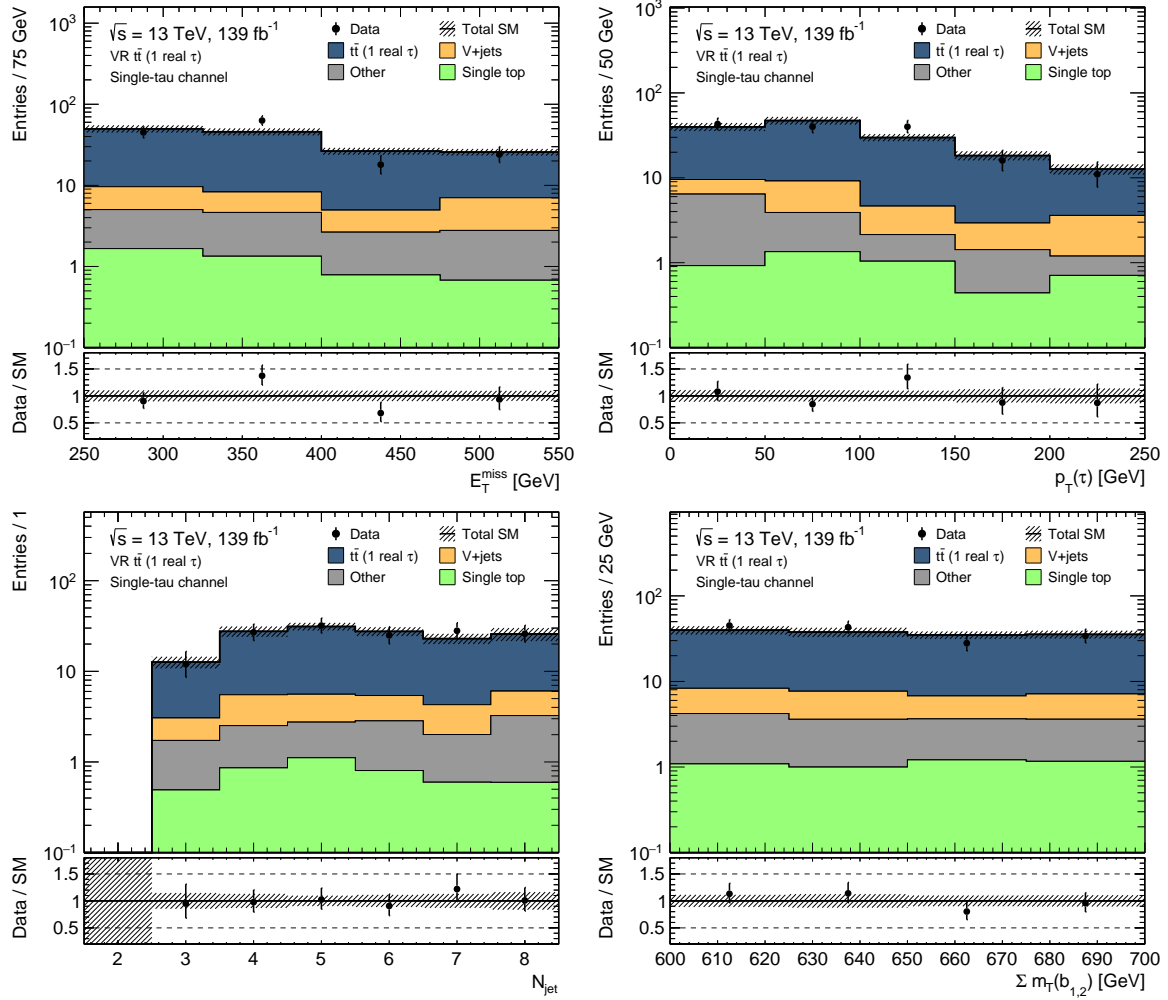 Entries / 75 GeV
10³
10²
10
1
10⁻¹
√s = 13 TeV, 139 fb⁻¹
VR tt̄ (1 real τ)
Single-tau channel
Data
Total SM
tt̄ (1 real τ)
V+jets
Other
Single top
Data / SM
1.5
1
0.5
250 300 350 400 450 500 550
E_T^miss [GeV]
Entries / 50 GeV
10³
10²
10
1
10⁻¹
√s = 13 TeV, 139 fb⁻¹
VR tt̄ (1 real τ)
Single-tau channel
Data
Total SM
tt̄ (1 real τ)
V+jets
Other
Single top
Data / SM
1.5
1
0.5
0 50 100 150 200 250
p_T(τ) [GeV]
Entries / 1
10²
10
1
10⁻¹
√s = 13 TeV, 139 fb⁻¹
VR tt̄ (1 real τ)
Single-tau channel
Data
Total SM
tt̄ (1 real τ)
V+jets
Other
Single top
Data / SM
1.5
1
0.5
2 3 4 5 6 7 8
N_jet
Entries / 25 GeV
10²
10
1
10⁻¹
√s = 13 TeV, 139 fb⁻¹
VR tt̄ (1 real τ)
Single-tau channel
Data
Total SM
tt̄ (1 real τ)
V+jets
Other
Single top
Data / SM
1.5
1
0.5
600 610 620 630 640 650 660 670 680 690 700
Σ m_T(b_1,2) [GeV]